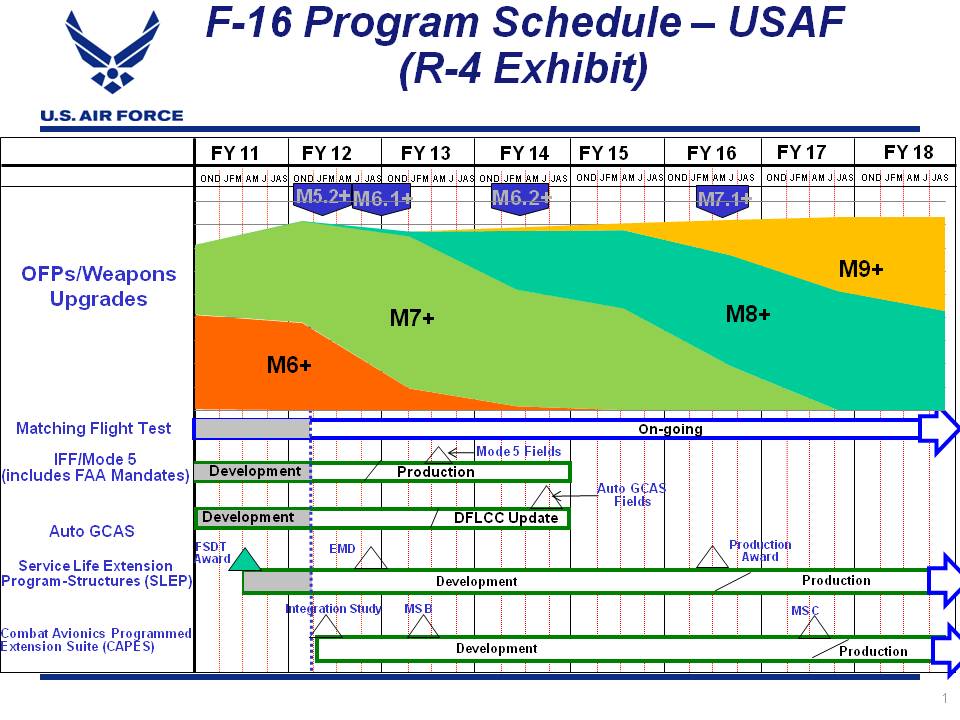 F-16 Program Schedule – USAF
(R-4 Exhibit)
U.S. AIR FORCE
FY 11 FY 12 FY 13 FY 14 FY 15 FY 16 FY 17 FY 18
OND JFM AM J JAS OND JFM AM J JAS OND JFM AM J JAS OND JFM AM J JAS OND JFM AM J JAS OND JFM AM J JAS OND JFM AM J JAS OND JFM AM J JAS
M5.2+ M6.1+ M6.2+ M7.1+
OFPs/Weapons
Upgrades
M9+
M8+
M7+
M6+
Matching Flight Test
On-going
IFF/Mode 5
(includes FAA Mandates)
Development
Production
Mode 5 Fields
Auto GCAS
Fields
Auto GCAS
Development
DFLCC Update
FSDT
Award
EMD
Production
Award
Service Life Extension
Program-Structures (SLEP)
Development
Production
Integration Study
MSB
MSC
Combat Avionics Programmed
Extension Suite (CAPES)
Development
Production
1